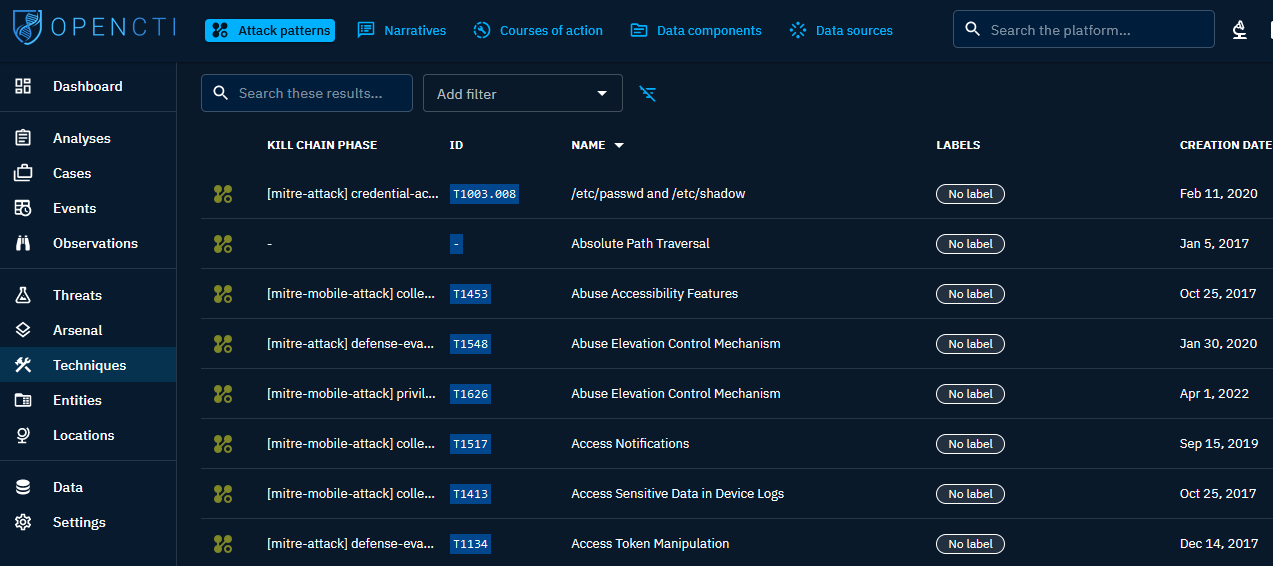 OPENCTI Attack patterns Narratives Courses of action Data components Data sources Search the platform...
Dashboard
Analyses
Cases
Events
Observations
Threats
Arsenal
Techniques
Entities
Locations
Data
Settings
Search these results... Add filter
KILL CHAIN PHASE ID NAME LABELS CREATION DATE
[mitre-attack] credential-ac... T1003.008 /etc/passwd and /etc/shadow No label Feb 11, 2020
- - Absolute Path Traversal No label Jan 5, 2017
[mitre-mobile-attack] colle... T1453 Abuse Accessibility Features No label Oct 25, 2017
[mitre-attack] defense-eva... T1548 Abuse Elevation Control Mechanism No label Jan 30, 2020
[mitre-mobile-attack] privil... T1626 Abuse Elevation Control Mechanism No label Apr 1, 2022
[mitre-mobile-attack] colle... T1517 Access Notifications No label Sep 15, 2019
[mitre-mobile-attack] colle... T1413 Access Sensitive Data in Device Logs No label Oct 25, 2017
[mitre-attack] defense-eva... T1134 Access Token Manipulation No label Dec 14, 2017